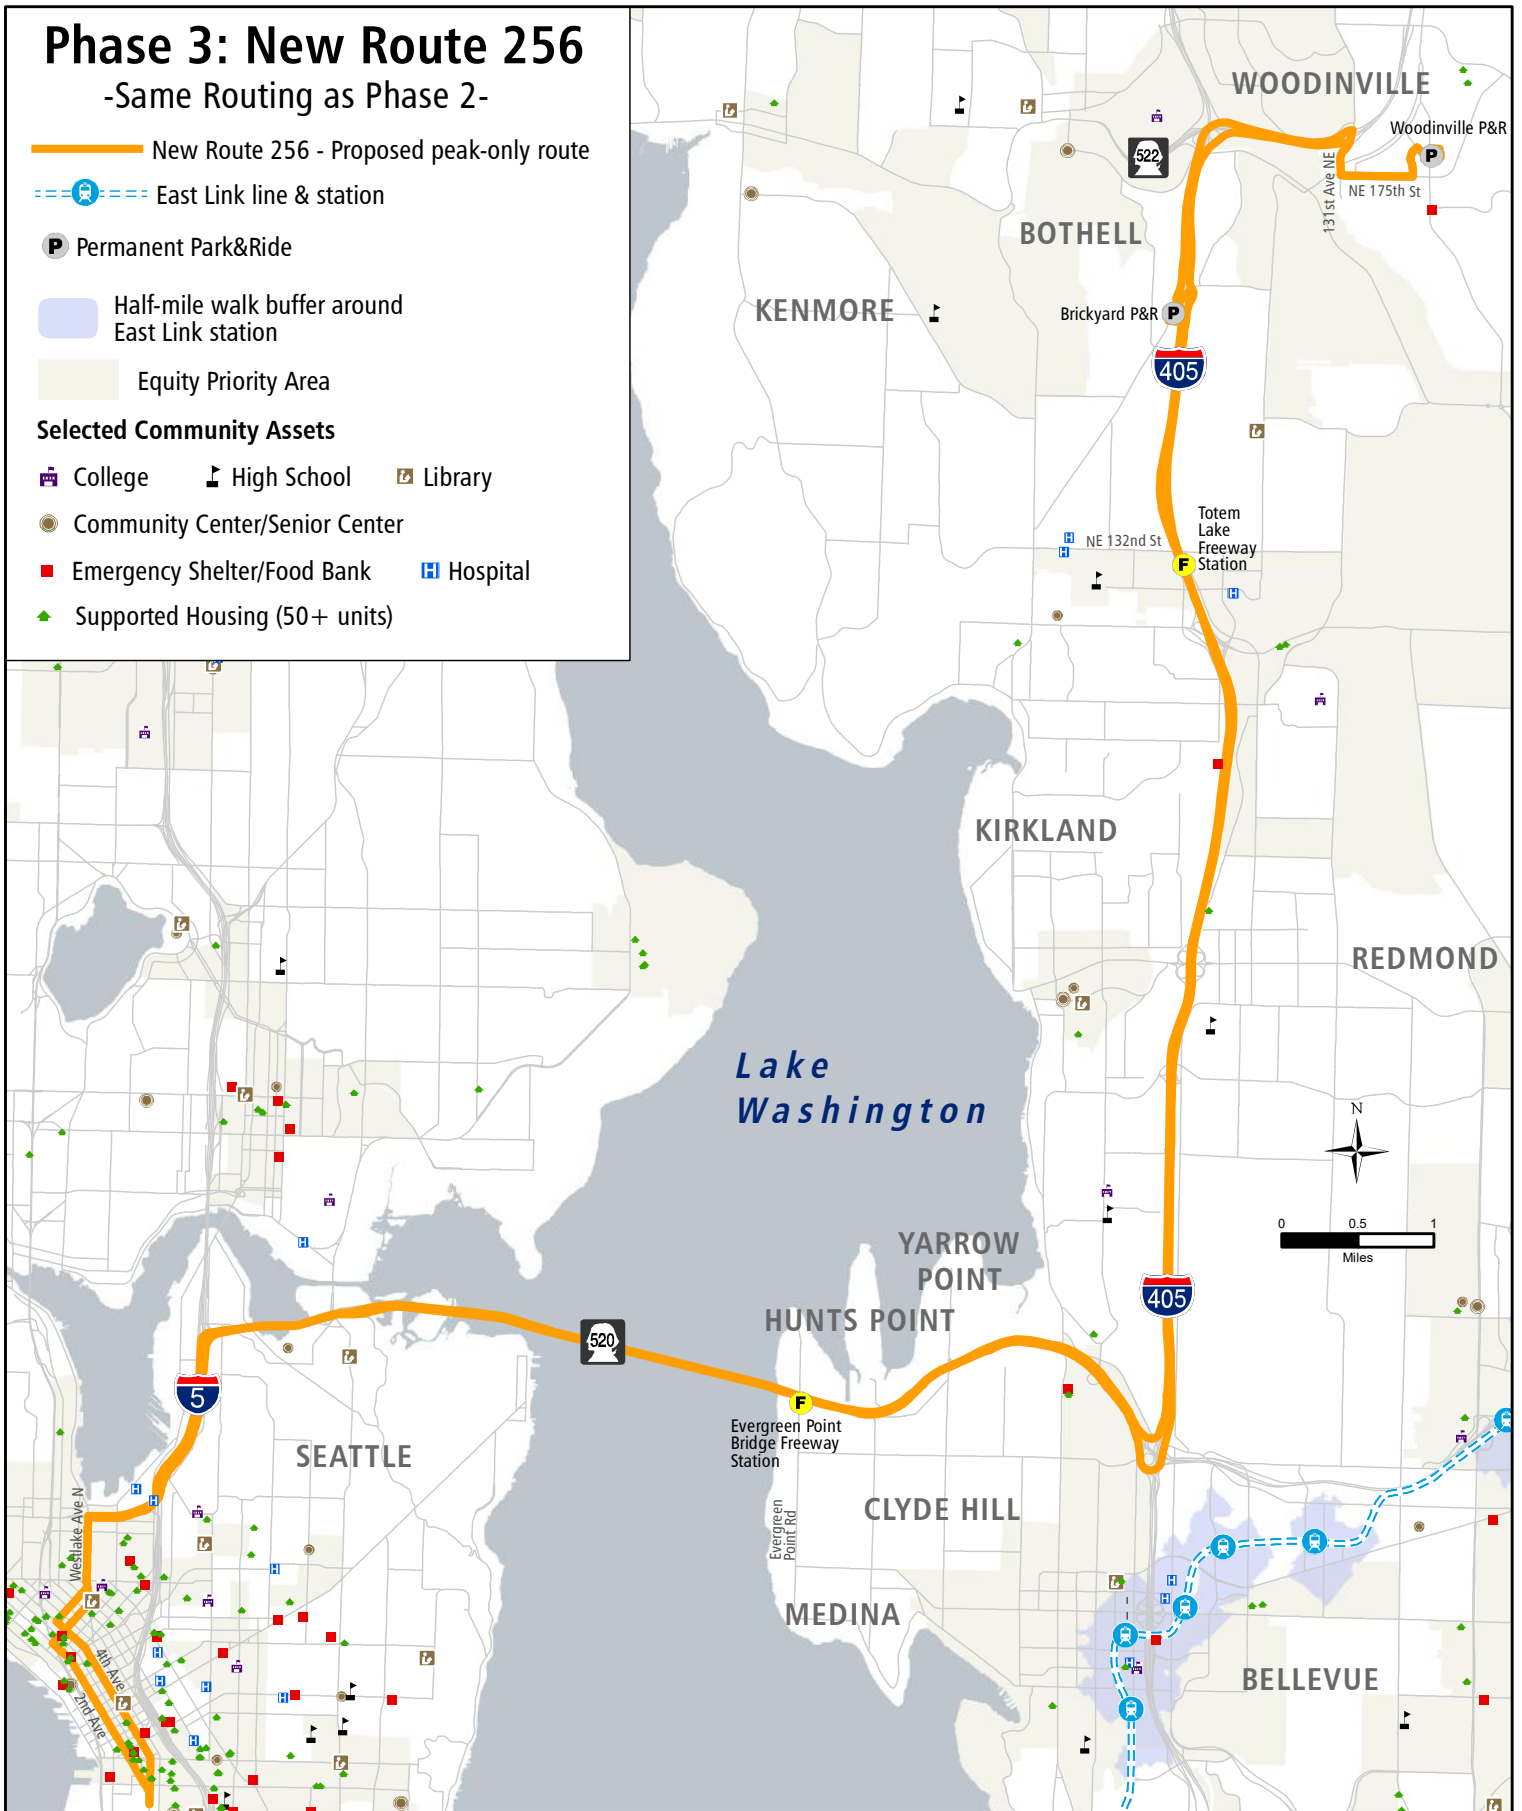 Phase 3: New Route 256
-Same Routing as Phase 2-
New Route 256 - Proposed peak-only route
East Link line & station
P Permanent Park&Ride
Half-mile walk buffer around
East Link station
Equity Priority Area
Selected Community Assets
College
High School
Library
Community Center/Senior Center
Emergency Shelter/Food Bank
H Hospital
Supported Housing (50+ units)
WOODINVILLE
Woodinville P&R
P
522
131st Ave NE
NE 175th St
BOTHELL
KENMORE
Brickyard P&R
P
405
Totem
Lake
Freeway
Station
F
NE 132nd St
KIRKLAND
REDMOND
Lake
Washington
N
0 0.5 1
Miles
YARROW
POINT
HUNTS POINT
405
520
5
F
Evergreen Point
Bridge Freeway
Station
SEATTLE
CLYDE HILL
Evergreen
Point Rd
Westlake Ave N
MEDINA
4th Ave
2nd Ave
BELLEVUE